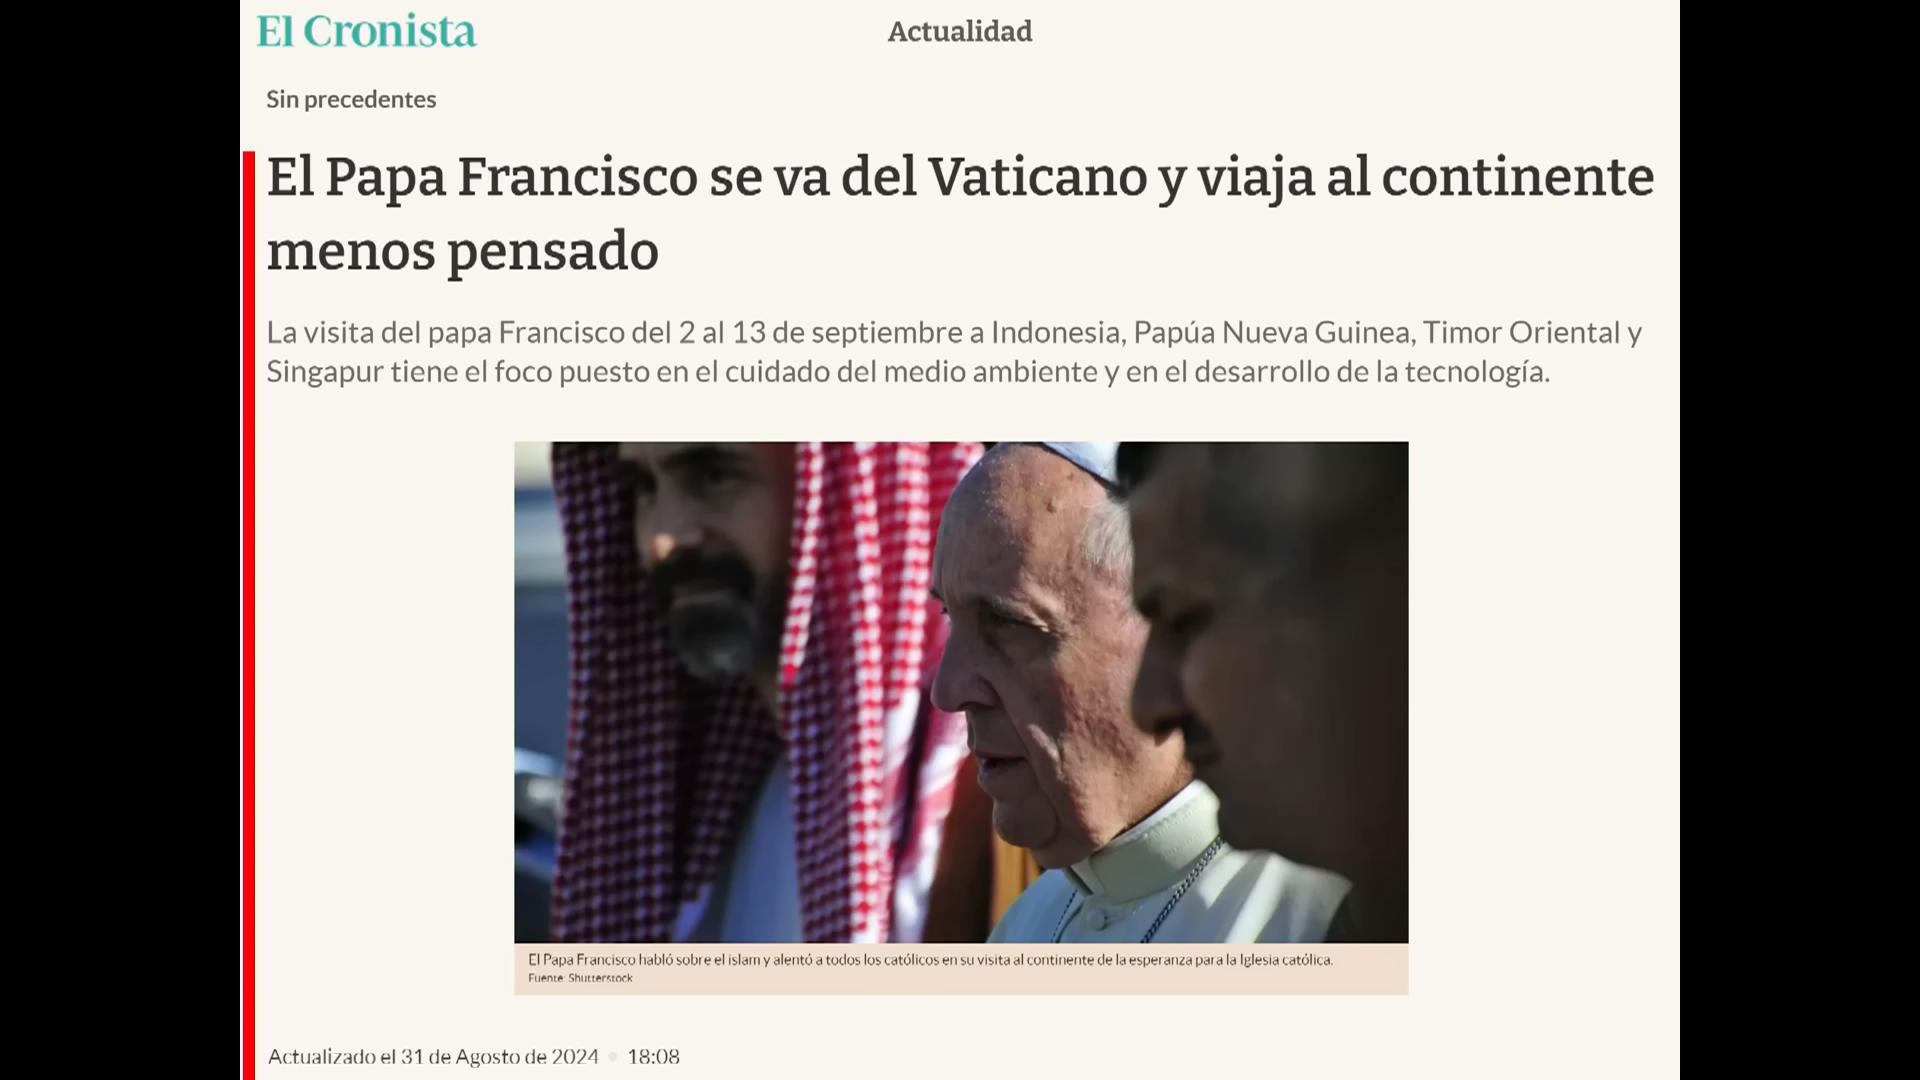 El Cronista
Actualidad
Sin precedentes
El Papa Francisco se va del Vaticano y viaja al continente
menos pensado
La visita del papa Francisco del 2 al 13 de septiembre a Indonesia, Papúa Nueva Guinea, Timor Oriental y
Singapur tiene el foco puesto en el cuidado del medio ambiente y en el desarrollo de la tecnología.
El Papa Francisco habló sobre el islam y alentó a todos los católicos en su visita al continente de la esperanza para la Iglesia católica.
Fuente: Shutterstock
Actualizado el 31 de Agosto de 2024 • 18:08